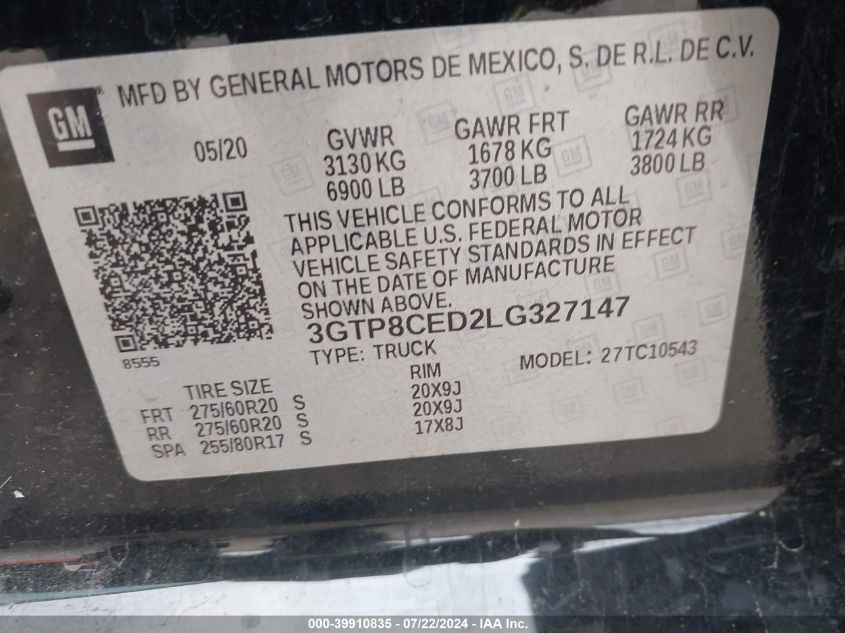 GM
MFD BY GENERAL MOTORS DE MEXICO, S. DE R.L. DE C.V.
05/20
GVWR
3130 KG
6900 LB
GAWR FRT
1678 KG
3700 LB
GAWR RR
1724 KG
3800 LB
THIS VEHICLE CONFORMS TO ALL
APPLICABLE U.S. FEDERAL MOTOR
VEHICLE SAFETY STANDARDS IN EFFECT
ON THE DATE OF MANUFACTURE
SHOWN ABOVE.
3GTP8CED2LG327147
8555
TYPE: TRUCK
MODEL: 27TC10543
TIRE SIZE RIM
FRT 275/60R20 S 20X9J
RR 275/60R20 S 20X9J
SPA 255/80R17 S 17X8J
000-39910835 - 07/22/2024 - IAA Inc.